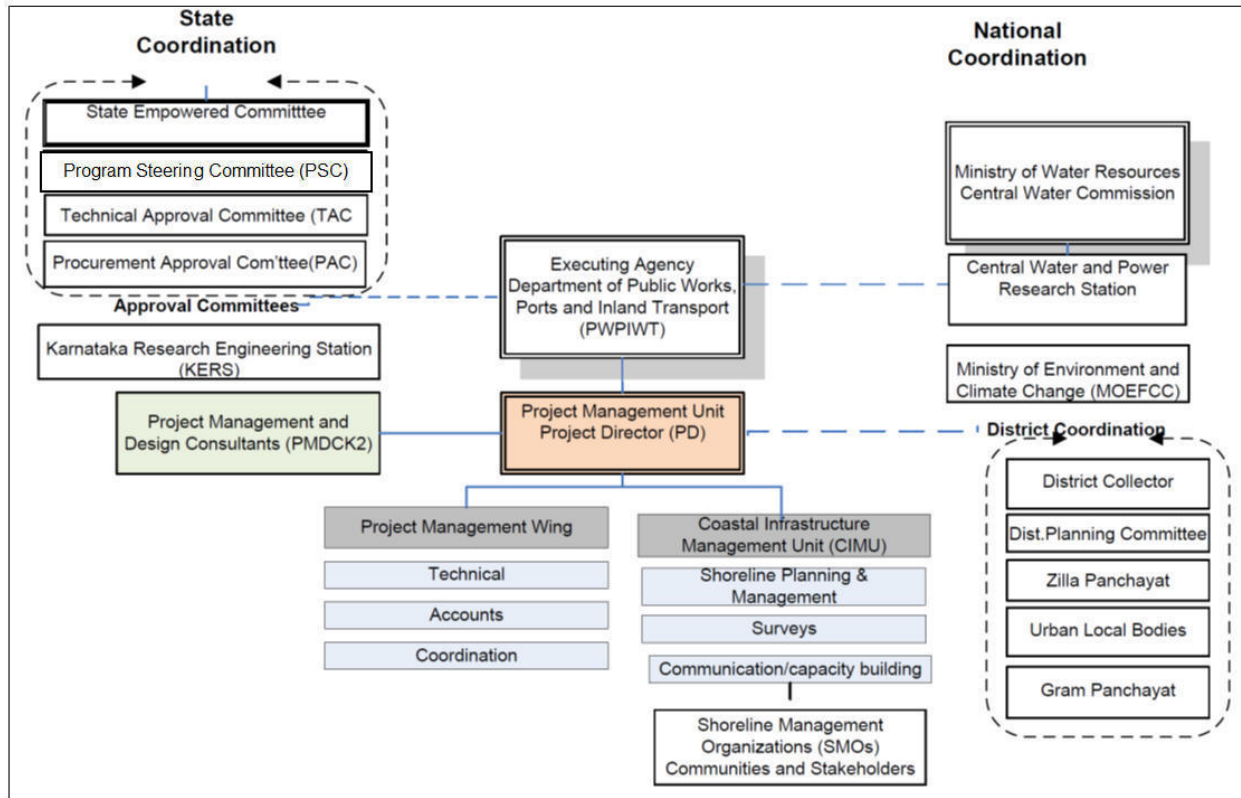 State
Coordination
State Empowered Committtee
Program Steering Committee (PSC)
Technical Approval Committee (TAC
Procurement Approval Com'ttee(PAC)
Approval Committees
Karnataka Research Engineering Station
(KERS)
Project Management and
Design Consultants (PMDCK2)
Executing Agency
Department of Public Works,
Ports and Inland Transport
(PWPIWT)
Project Management Unit
Project Director (PD)
Project Management Wing
Technical
Accounts
Coordination
Coastal Infrastructure
Management Unit (CIMU)
Shoreline Planning &
Management
Surveys
Communication/capacity building
Shoreline Management
Organizations (SMOs)
Communities and Stakeholders
National
Coordination
Ministry of Water Resources
Central Water Commission
Central Water and Power
Research Station
Ministry of Environment and
Climate Change (MOEFCC)
District Coordination
District Collector
Dist.Planning Committee
Zilla Panchayat
Urban Local Bodies
Gram Panchayat